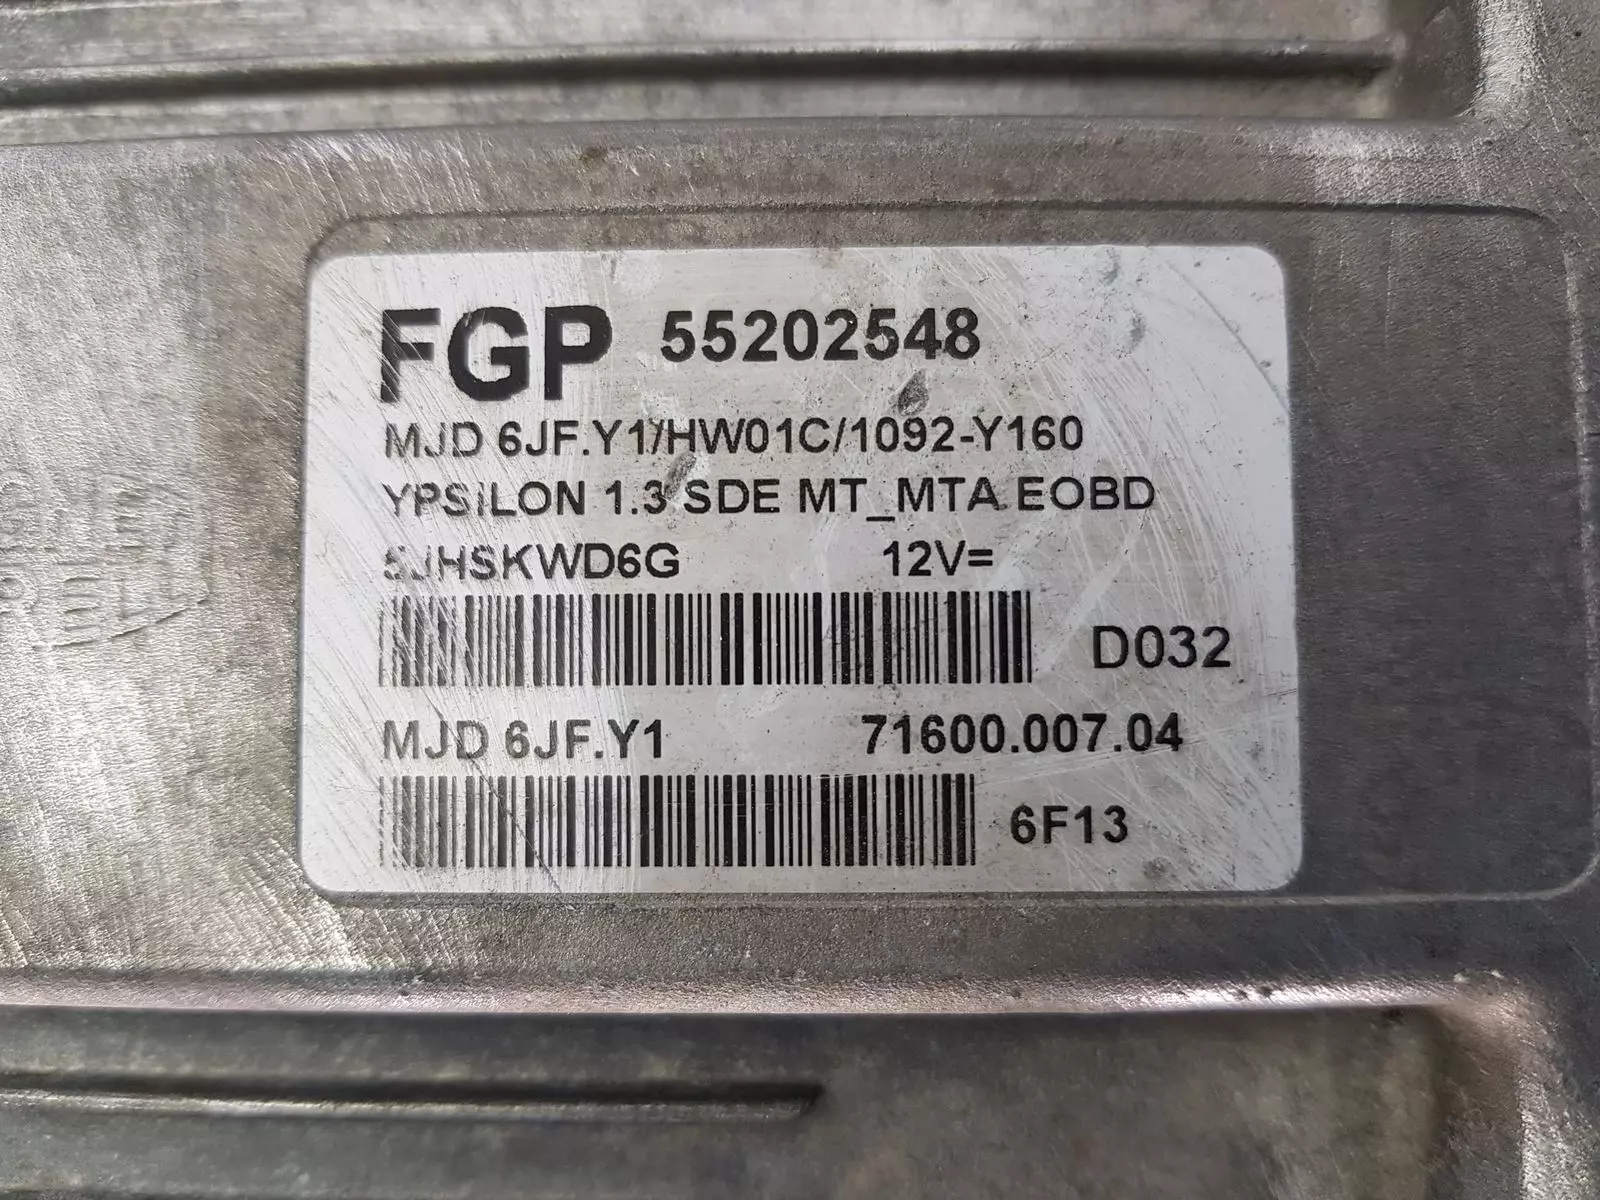 FGP 55202548
MJD 6JF.Y1/HW01C/1092-Y160
YPSILON 1.3 SDE MT_MTA EOBD
12V=
D032
MJD 6JF.Y1 71600.007.04
6F13